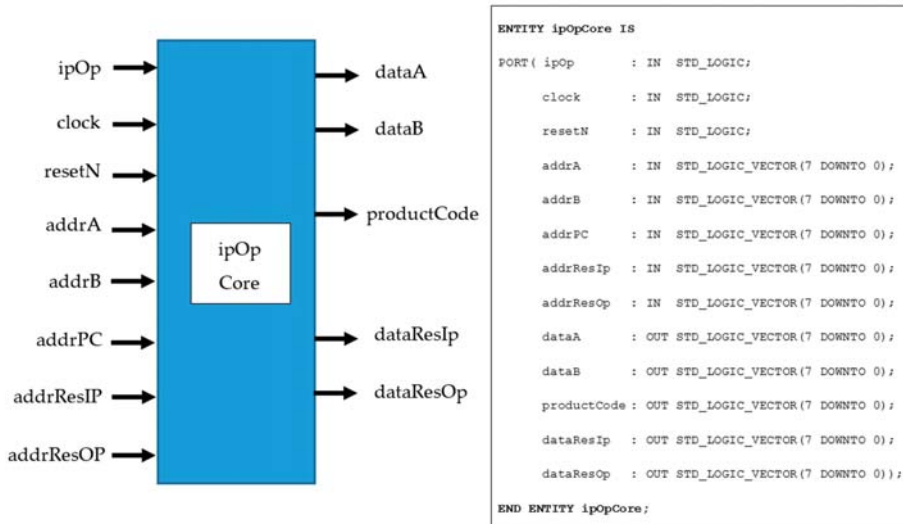 ipOp
clock
resetN
addrA
addrB
addrPC
addrResIP
addrResOP
ipOp
Core
dataA
dataB
productCode
dataResIp
dataResOp
ENTITY ipOpCore IS
PORT( ipOp : IN STD_LOGIC;
clock : IN STD_LOGIC;
resetN : IN STD_LOGIC;
addrA : IN STD_LOGIC_VECTOR(7 DOWNTO 0);
addrB : IN STD_LOGIC_VECTOR(7 DOWNTO 0);
addrPC : IN STD_LOGIC_VECTOR(7 DOWNTO 0);
addrResIp : IN STD_LOGIC_VECTOR(7 DOWNTO 0);
addrResOp : IN STD_LOGIC_VECTOR(7 DOWNTO 0);
dataA : OUT STD_LOGIC_VECTOR(7 DOWNTO 0);
dataB : OUT STD_LOGIC_VECTOR(7 DOWNTO 0);
productCode : OUT STD_LOGIC_VECTOR(7 DOWNTO 0);
dataResIp : OUT STD_LOGIC_VECTOR(7 DOWNTO 0);
dataResOp : OUT STD_LOGIC_VECTOR(7 DOWNTO 0));
END ENTITY ipOpCore;